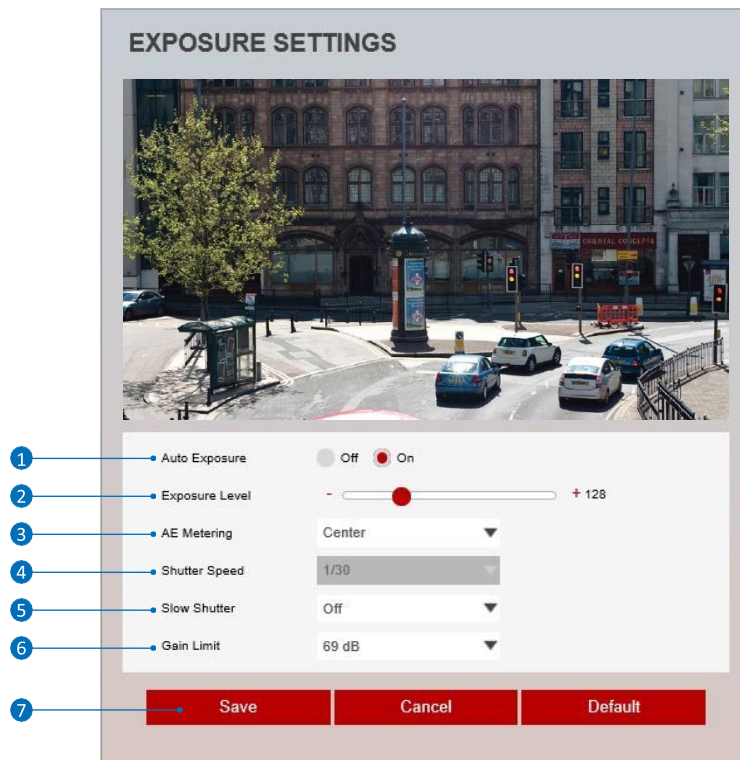 EXPOSURE SETTINGS
ORIENTAL CONCEPTS
1 Auto Exposure Off On
2 Exposure Level - + 128
3 AE Metering Center
4 Shutter Speed 1/30
5 Slow Shutter Off
6 Gain Limit 69 dB
7 Save Cancel Default